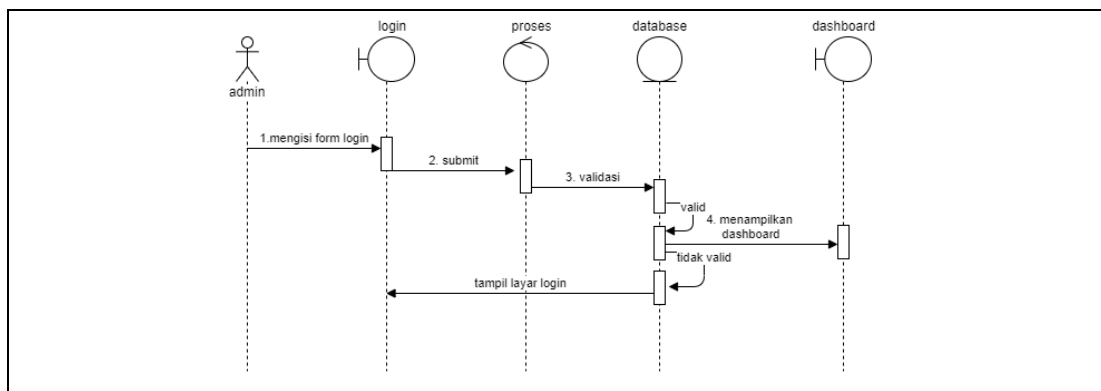 login
proses
database
dashboard
admin
1.mengisi form login
2. submit
3. validasi
valid
4. menampilkan
dashboard
tidak valid
tampil layar login